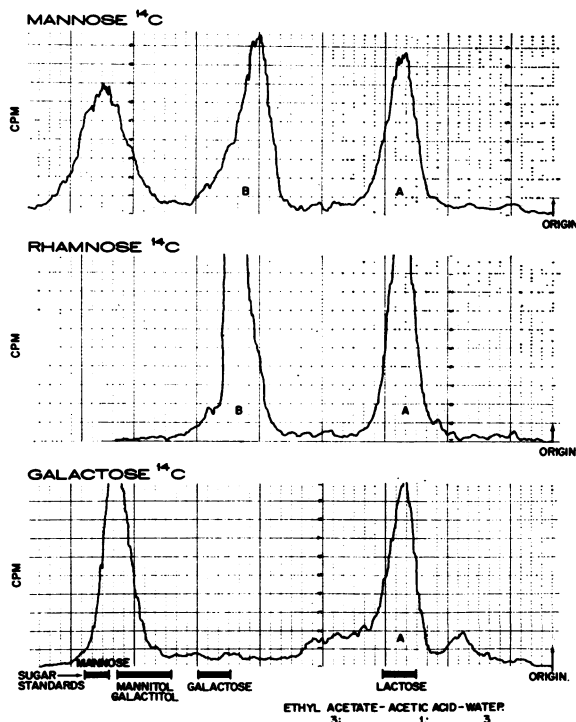 MANNOSE ¹⁴C
CPM
B
A
ORIGIN
RHAMNOSE ¹⁴C
CPM
B
A
ORIGIN
GALACTOSE ¹⁴C
CPM
A
ORIGIN.
SUGAR
STANDARDS
MANNOSE
MANNITOL
GALACTITOL
GALACTOSE
LACTOSE
ETHYL ACETATE- ACETIC ACID-WATER
3: 1: 3